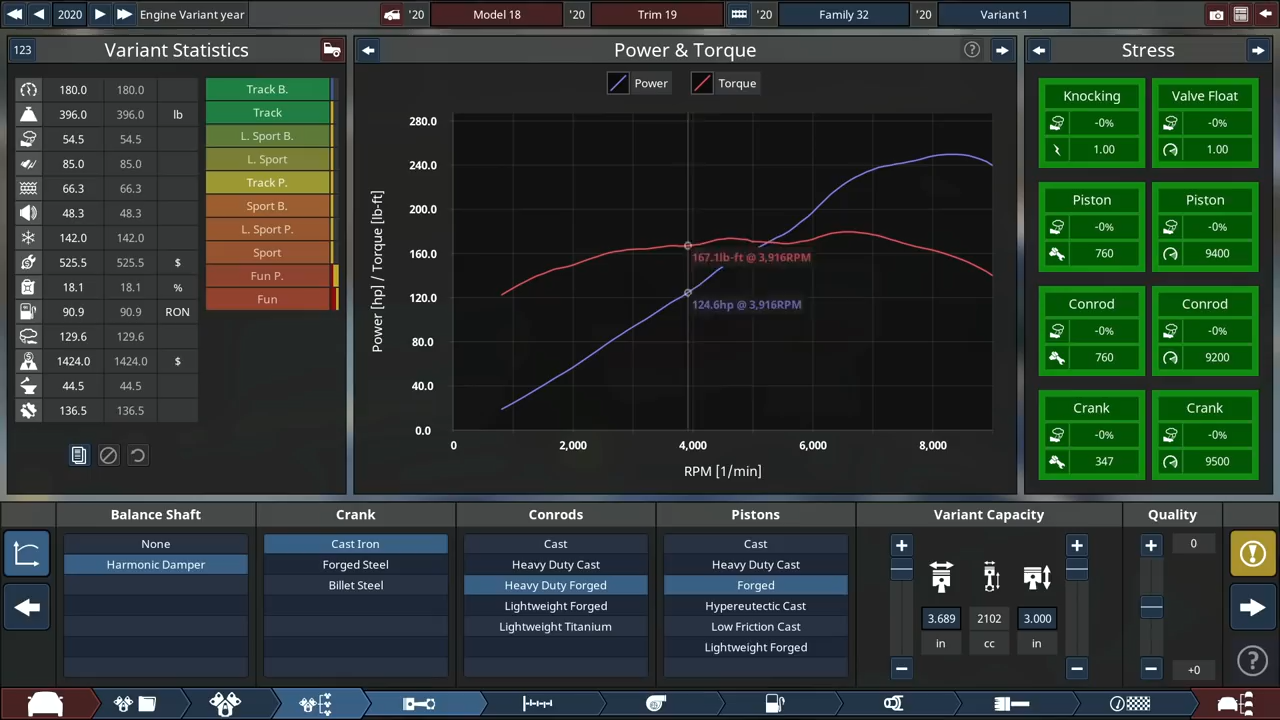 2020 Engine Variant year '20 Model 18 '20 Trim 19 '20 Family 32 '20 Variant 1
123 Variant Statistics
180.0 180.0
396.0 396.0 lb
54.5 54.5
85.0 85.0
66.3 66.3
48.3 48.3
142.0 142.0
525.5 525.5 $
18.1 18.1 %
90.9 90.9 RON
129.6 129.6
1424.0 1424.0 $
44.5 44.5
136.5 136.5
Track B.
Track
L. Sport B.
L. Sport
Track P.
Sport B.
L. Sport P.
Sport
Fun P.
Fun
Power & Torque ?
Power Torque
Power [hp] / Torque [lb-ft]
280.0
240.0
200.0
160.0
120.0
80.0
40.0
0.0
167.1lb-ft @ 3,916RPM
124.6hp @ 3,916RPM
0 2,000 4,000 6,000 8,000
RPM [1/min]
Stress
Knocking Valve Float
-0% -0%
1.00 1.00
Piston Piston
-0% -0%
760 9400
Conrod Conrod
-0% -0%
760 9200
Crank Crank
-0% -0%
347 9500
Balance Shaft
None
Harmonic Damper
Crank
Cast Iron
Forged Steel
Billet Steel
Conrods
Cast
Heavy Duty Cast
Heavy Duty Forged
Lightweight Forged
Lightweight Titanium
Pistons
Cast
Heavy Duty Cast
Forged
Hypereutectic Cast
Low Friction Cast
Lightweight Forged
Variant Capacity
+ +
3.689 2102 3.000
in cc in
− −
Quality
+ 0
− +0
!
?